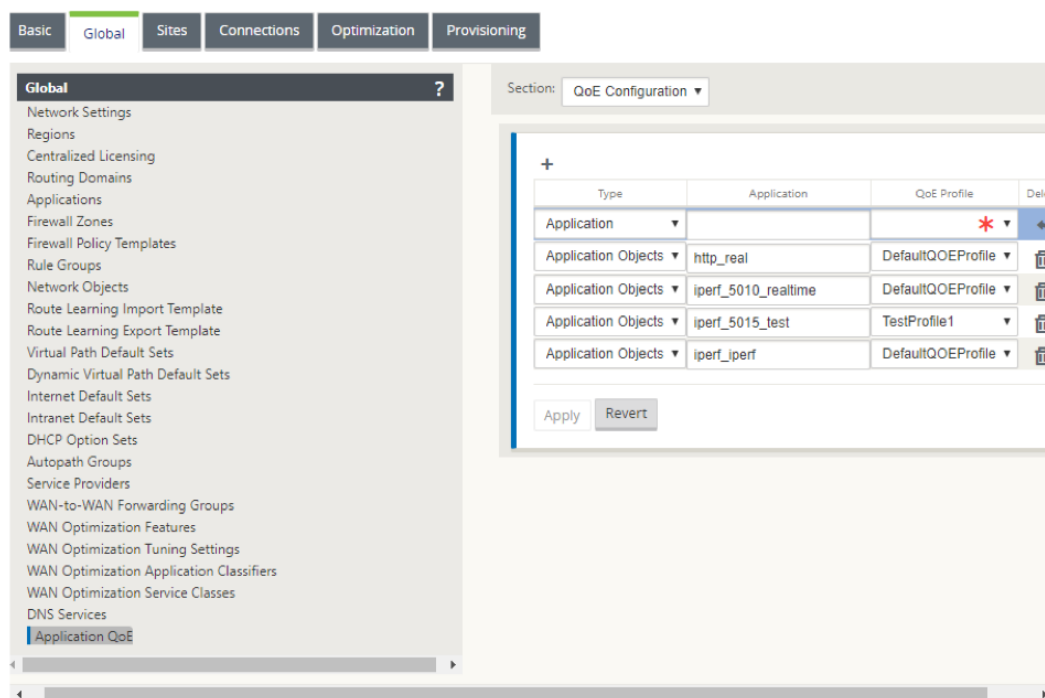 Basic Global Sites Connections Optimization Provisioning
Global ?
Network Settings
Regions
Centralized Licensing
Routing Domains
Applications
Firewall Zones
Firewall Policy Templates
Rule Groups
Network Objects
Route Learning Import Template
Route Learning Export Template
Virtual Path Default Sets
Dynamic Virtual Path Default Sets
Internet Default Sets
Intranet Default Sets
DHCP Option Sets
Autopath Groups
Service Providers
WAN-to-WAN Forwarding Groups
WAN Optimization Features
WAN Optimization Tuning Settings
WAN Optimization Application Classifiers
WAN Optimization Service Classes
DNS Services
Application QoE
Section: QoE Configuration
+
Type Application QoE Profile Del
Application *
Application Objects http_real DefaultQOEProfile
Application Objects iperf_5010_realtime DefaultQOEProfile
Application Objects iperf_5015_test TestProfile1
Application Objects iperf_iperf DefaultQOEProfile
Apply Revert